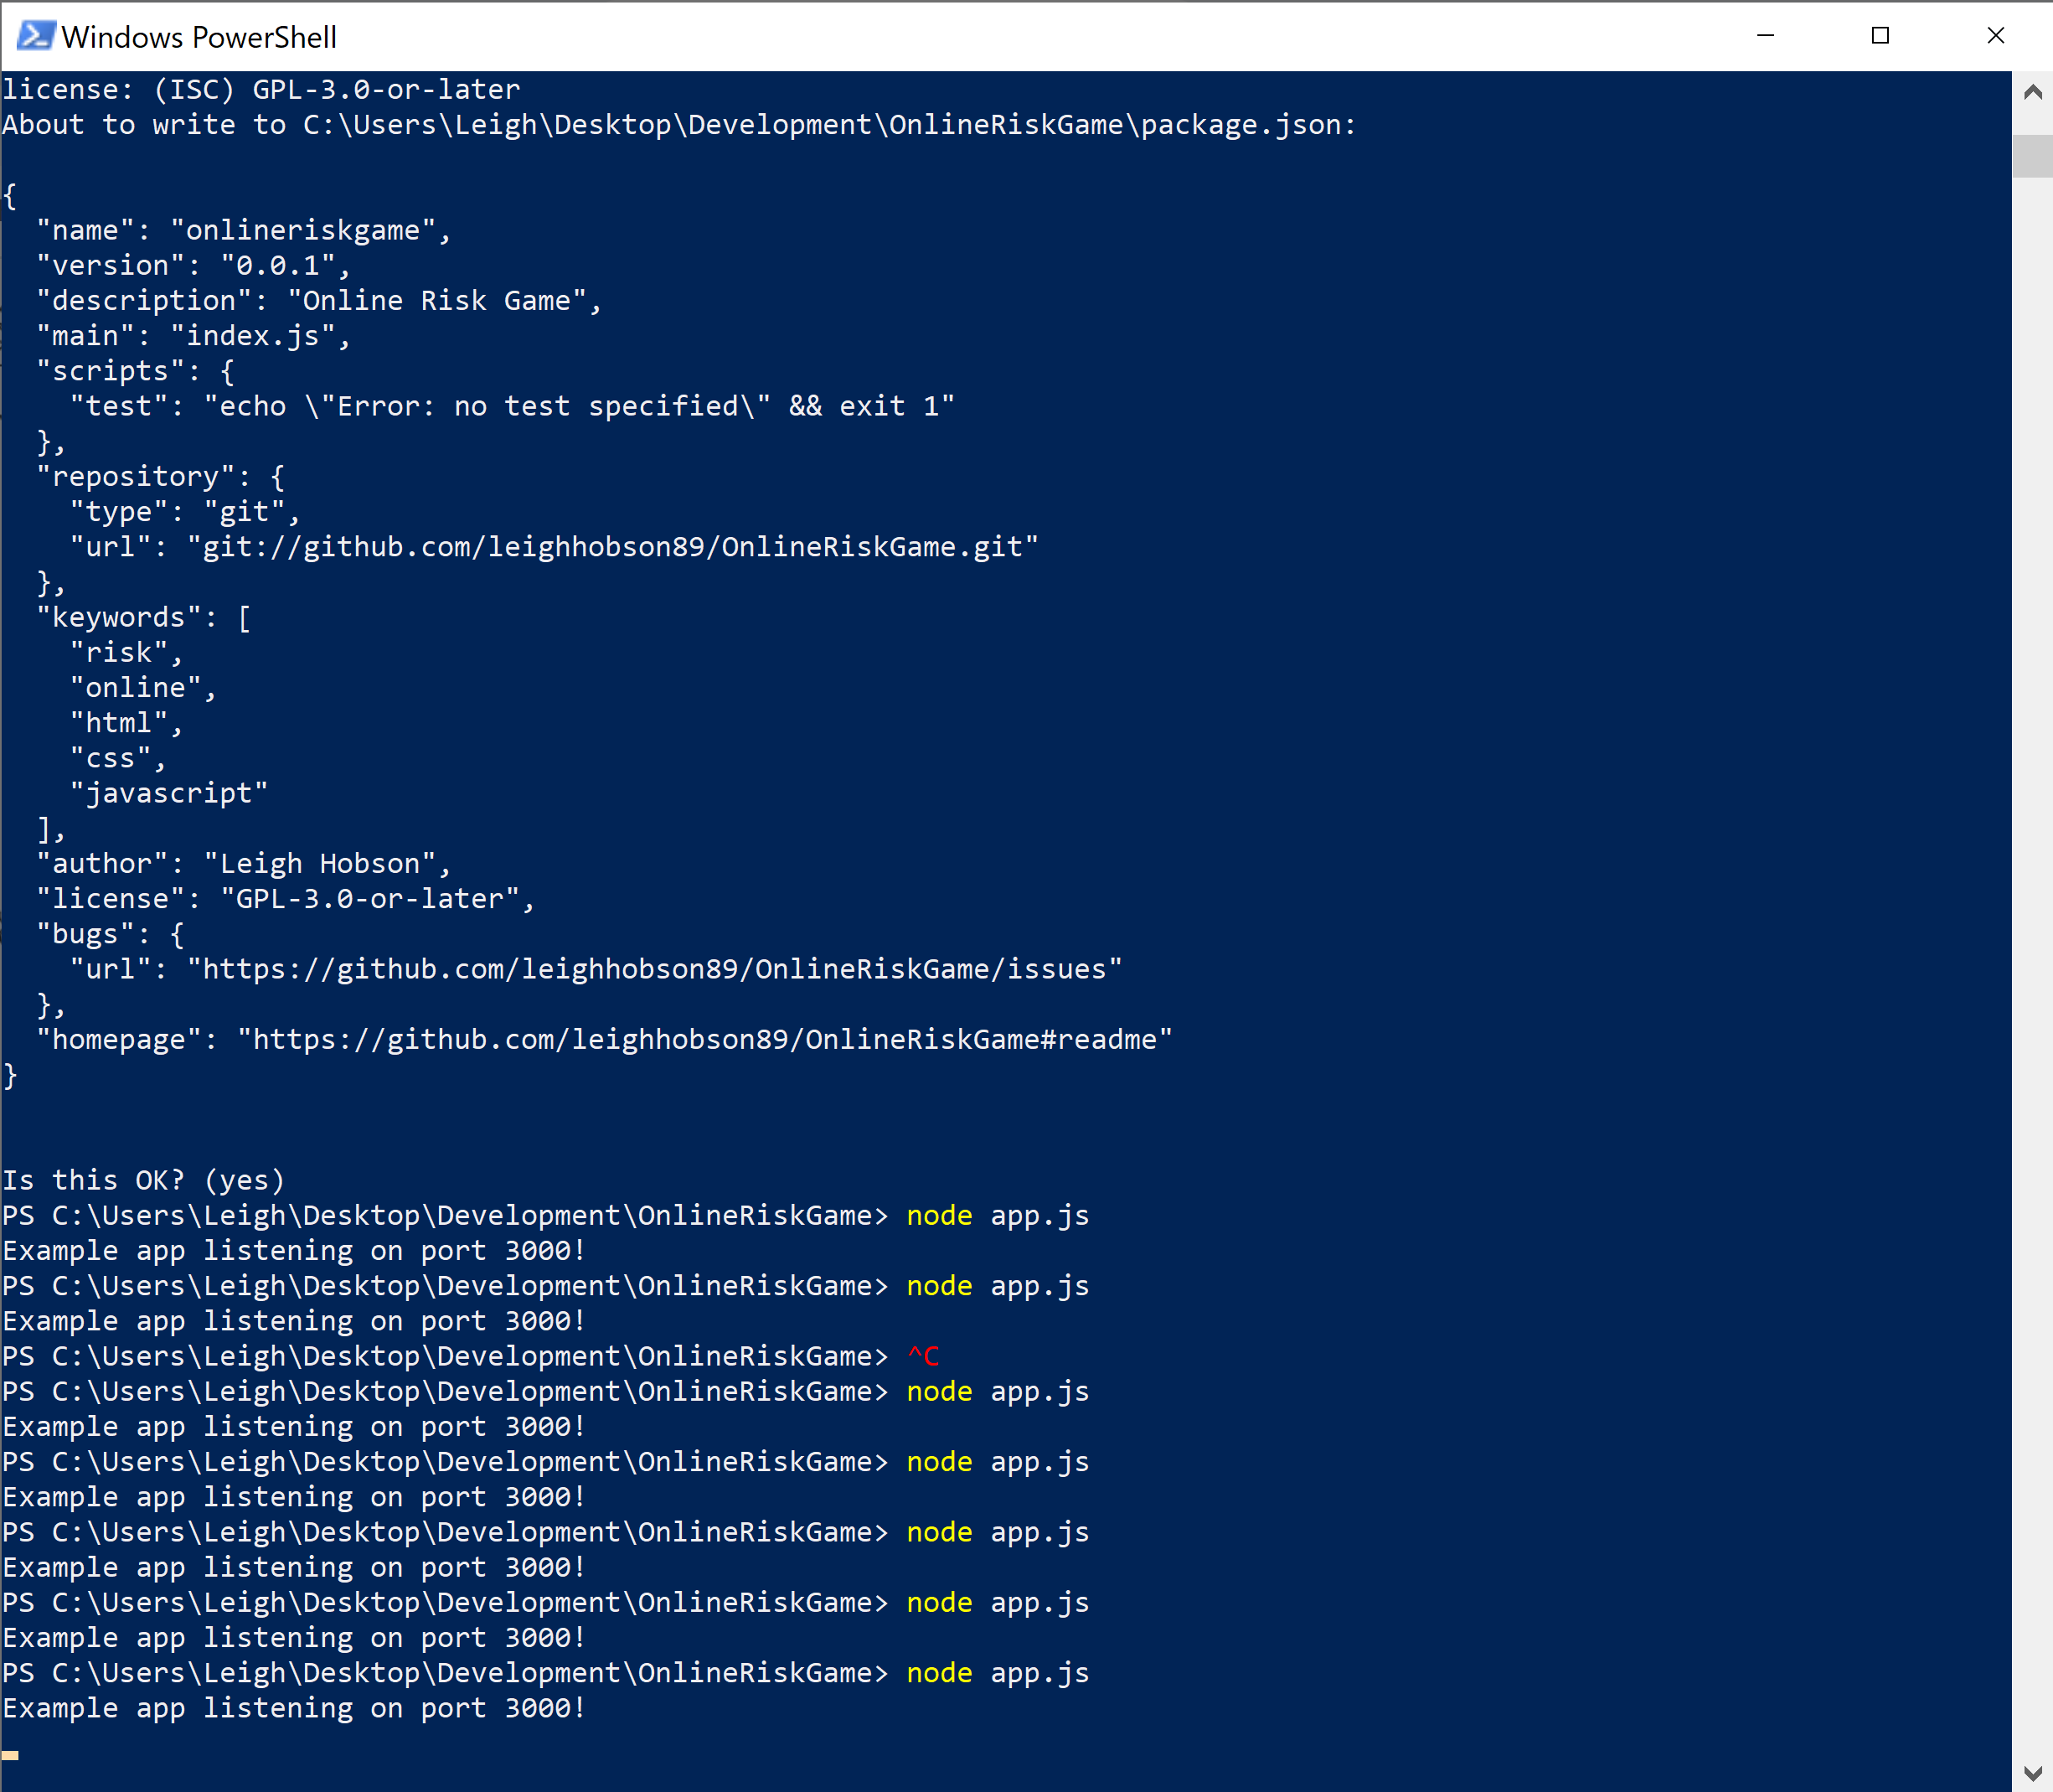 Windows PowerShell
license: (ISC) GPL-3.0-or-later
About to write to C:\Users\Leigh\Desktop\Development\OnlineRiskGame\package.json:

{
  "name": "onlineriskgame",
  "version": "0.0.1",
  "description": "Online Risk Game",
  "main": "index.js",
  "scripts": {
    "test": "echo \"Error: no test specified\" && exit 1"
  },
  "repository": {
    "type": "git",
    "url": "git://github.com/leighhobson89/OnlineRiskGame.git"
  },
  "keywords": [
    "risk",
    "online",
    "html",
    "css",
    "javascript"
  ],
  "author": "Leigh Hobson",
  "license": "GPL-3.0-or-later",
  "bugs": {
    "url": "https://github.com/leighhobson89/OnlineRiskGame/issues"
  },
  "homepage": "https://github.com/leighhobson89/OnlineRiskGame#readme"
}

Is this OK? (yes)
PS C:\Users\Leigh\Desktop\Development\OnlineRiskGame> node app.js
Example app listening on port 3000!
PS C:\Users\Leigh\Desktop\Development\OnlineRiskGame> node app.js
Example app listening on port 3000!
PS C:\Users\Leigh\Desktop\Development\OnlineRiskGame> ^C
PS C:\Users\Leigh\Desktop\Development\OnlineRiskGame> node app.js
Example app listening on port 3000!
PS C:\Users\Leigh\Desktop\Development\OnlineRiskGame> node app.js
Example app listening on port 3000!
PS C:\Users\Leigh\Desktop\Development\OnlineRiskGame> node app.js
Example app listening on port 3000!
PS C:\Users\Leigh\Desktop\Development\OnlineRiskGame> node app.js
Example app listening on port 3000!
PS C:\Users\Leigh\Desktop\Development\OnlineRiskGame> node app.js
Example app listening on port 3000!